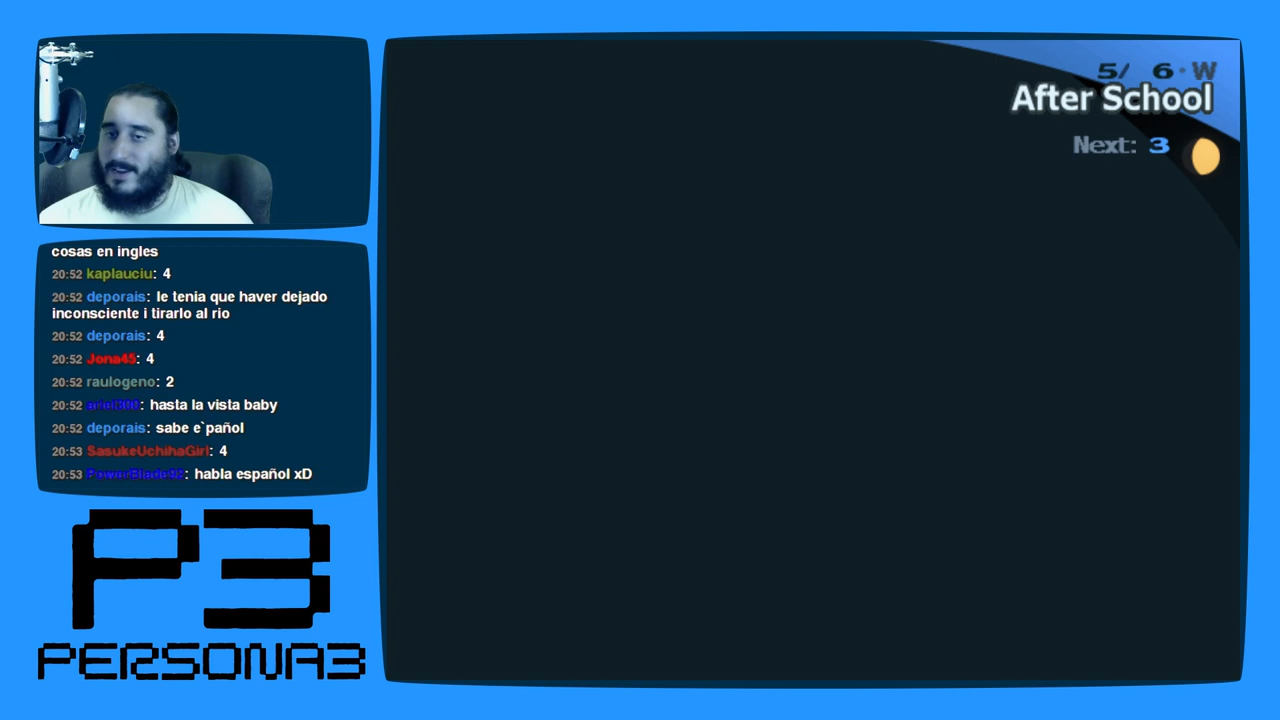 5/ 6·W
After School
Next: 3
cosas en ingles
20:52 kaplauciu: 4
20:52 deporais: le tenia que haver dejado
inconsciente i tirarlo al rio
20:52 deporais: 4
20:52 Jona45: 4
20:52 raulogeno: 2
20:52 : hasta la vista baby
20:52 deporais: sabe e`pañol
20:53 SasukeUchihaGirl: 4
20:53 : habla español xD
P3
PERSONA3